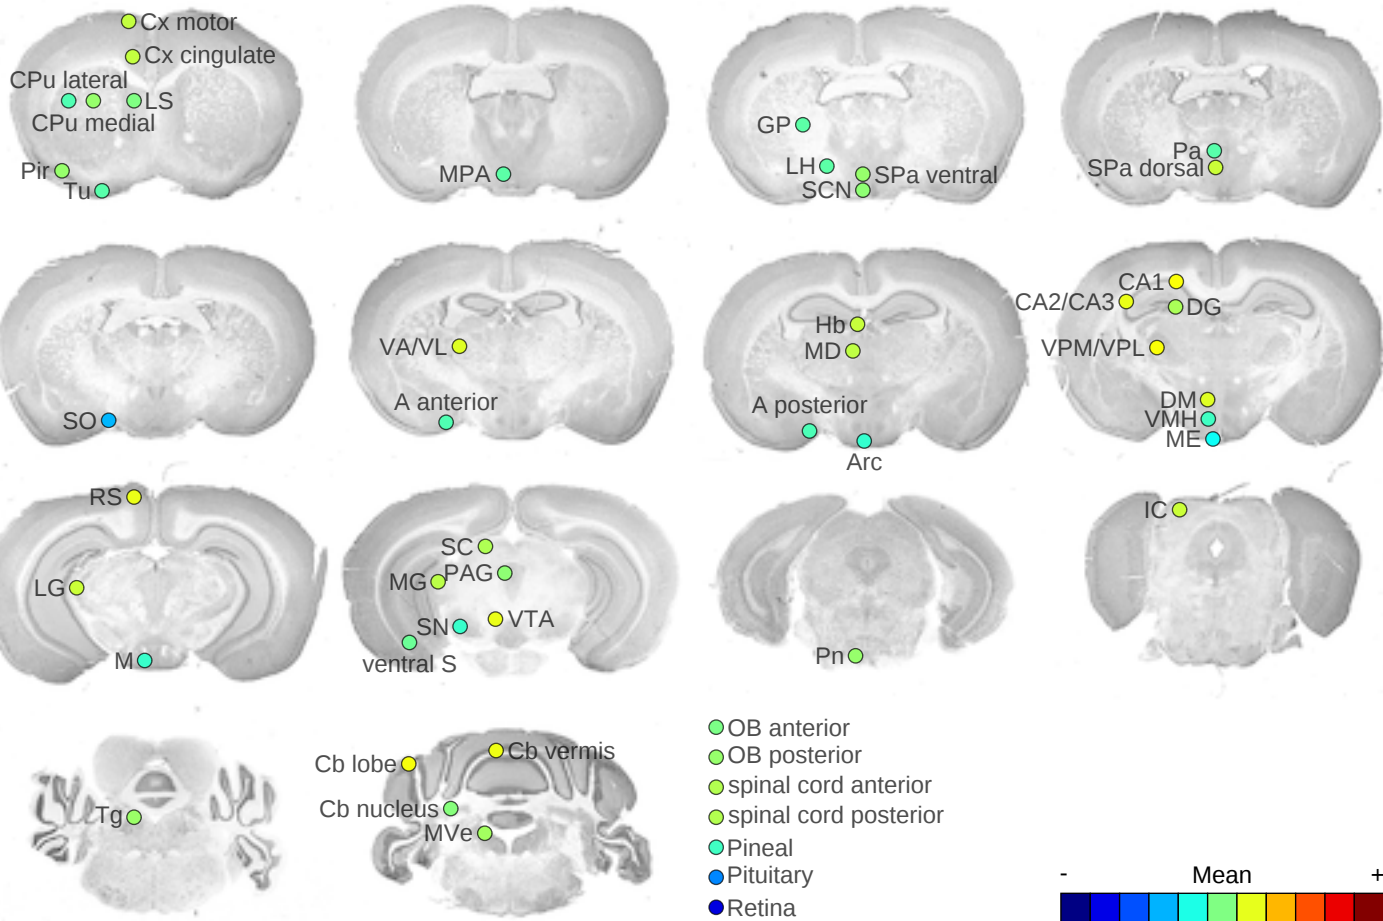 Cx motor
Cx cingulate
CPu lateral
LS
CPu medial
Pir
Tu
MPA
GP
LH
SPa ventral
SCN
Pa
SPa dorsal
SO
VA/VL
A anterior
Hb
MD
A posterior
Arc
CA1
CA2/CA3
DG
VPM/VPL
DM
VMH
ME
RS
LG
M
SC
PAG
MG
VTA
SN
ventral S
Pn
IC
Tg
Cb vermis
Cb lobe
Cb nucleus
MVe
OB anterior
OB posterior
spinal cord anterior
spinal cord posterior
Pineal
Pituitary
Retina
- Mean +